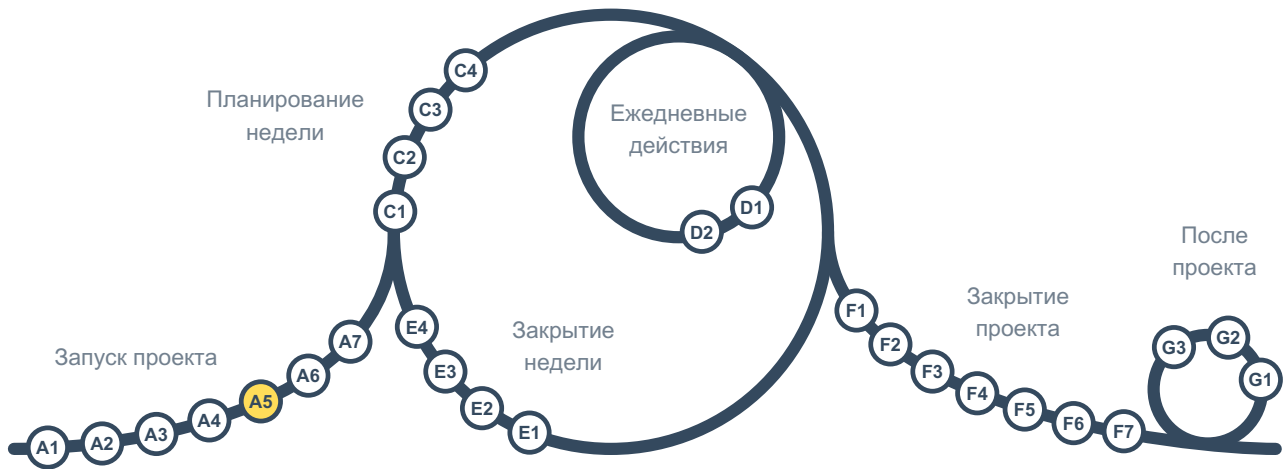 Планирование
недели
C4
C3
C2
C1
Ежедневные
действия
D1
D2
Запуск проекта
A1
A2
A3
A4
A5
A6
A7
Закрытие
недели
E4
E3
E2
E1
Закрытие
проекта
F1
F2
F3
F4
F5
F6
F7
После
проекта
G3
G2
G1